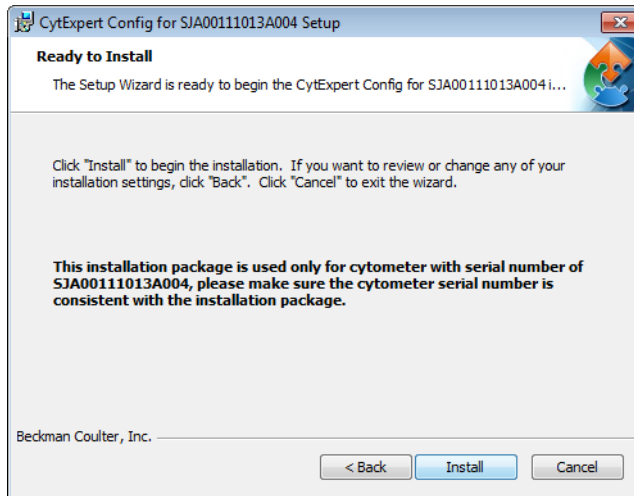 CytExpert Config for SJA00111013A004 Setup
Ready to Install
The Setup Wizard is ready to begin the CytExpert Config for SJA00111013A004 i...
Click "Install" to begin the installation. If you want to review or change any of your
installation settings, click "Back". Click "Cancel" to exit the wizard.
This installation package is used only for cytometer with serial number of
SJA00111013A004, please make sure the cytometer serial number is
consistent with the installation package.
Beckman Coulter, Inc.
< Back Install Cancel